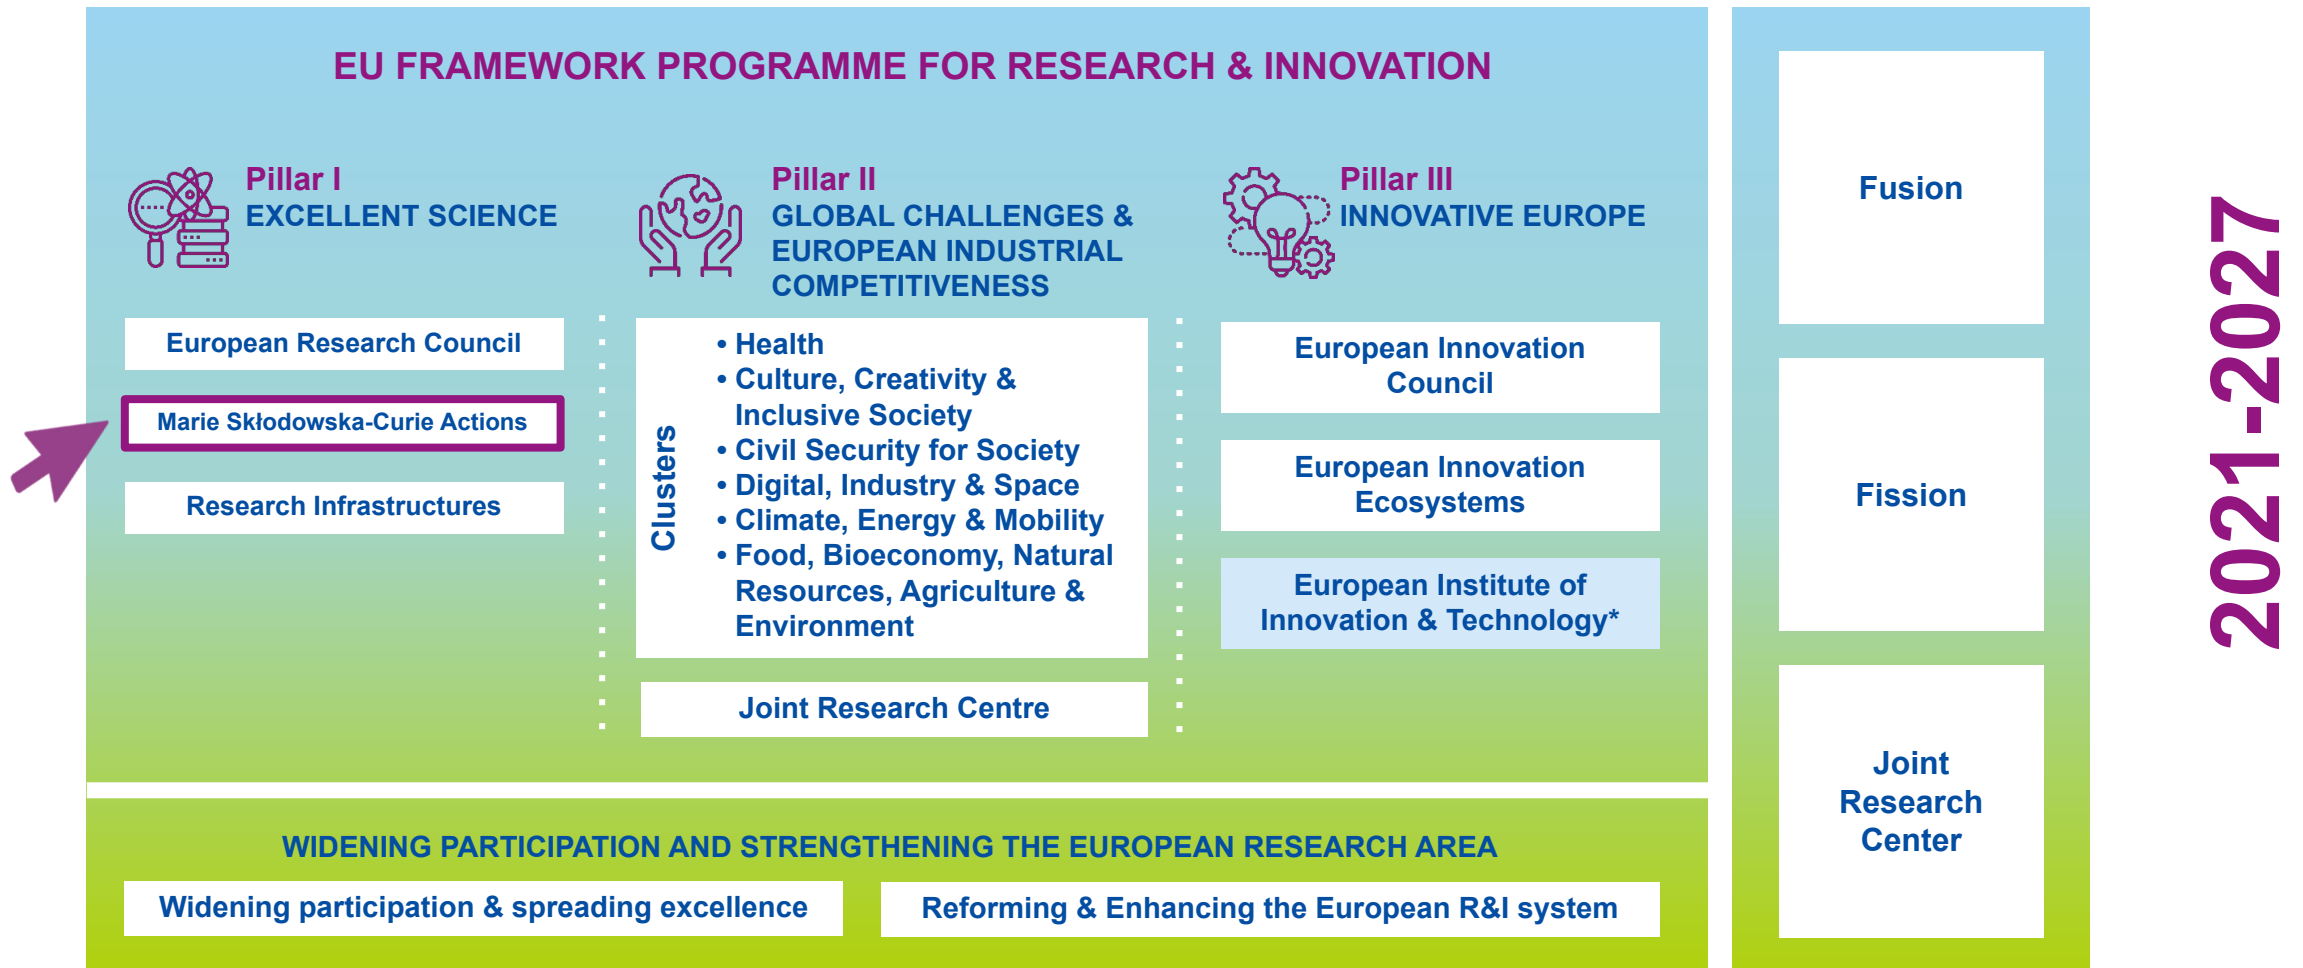 EU FRAMEWORK PROGRAMME FOR RESEARCH & INNOVATION
Pillar I
EXCELLENT SCIENCE
European Research Council
Marie Skłodowska-Curie Actions
Research Infrastructures
Pillar II
GLOBAL CHALLENGES &
EUROPEAN INDUSTRIAL
COMPETITIVENESS
Clusters
• Health
• Culture, Creativity &
Inclusive Society
• Civil Security for Society
• Digital, Industry & Space
• Climate, Energy & Mobility
• Food, Bioeconomy, Natural
Resources, Agriculture &
Environment
Joint Research Centre
Pillar III
INNOVATIVE EUROPE
European Innovation
Council
European Innovation
Ecosystems
European Institute of
Innovation & Technology*
WIDENING PARTICIPATION AND STRENGTHENING THE EUROPEAN RESEARCH AREA
Widening participation & spreading excellence
Reforming & Enhancing the European R&I system
Fusion
Fission
Joint
Research
Center
2021-2027